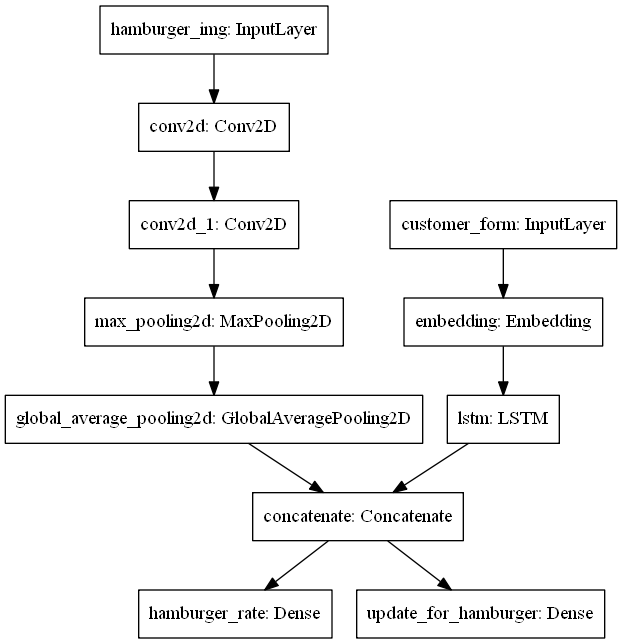 hamburger_img: InputLayer
conv2d: Conv2D
conv2d_1: Conv2D
customer_form: InputLayer
max_pooling2d: MaxPooling2D
embedding: Embedding
global_average_pooling2d: GlobalAveragePooling2D
lstm: LSTM
concatenate: Concatenate
hamburger_rate: Dense
update_for_hamburger: Dense